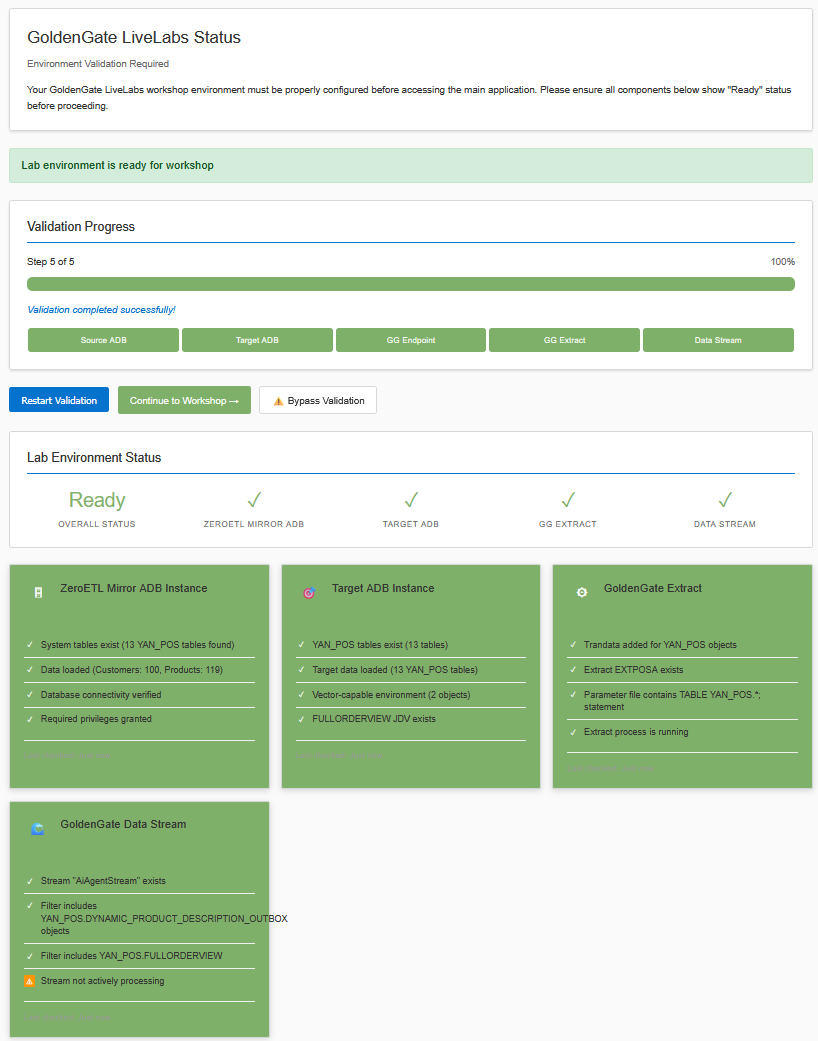 GoldenGate LiveLabs Status
Environment Validation Required
Your GoldenGate LiveLabs workshop environment must be properly configured before accessing the main application. Please ensure all components below show "Ready" status
before proceeding.
Lab environment is ready for workshop
Validation Progress
Step 5 of 5 100%
Validation completed successfully!
Source ADB Target ADB GG Endpoint GG Extract Data Stream
Restart Validation Continue to Workshop → ⚠ Bypass Validation
Lab Environment Status
Ready ✓ ✓ ✓ ✓
OVERALL STATUS ZEROETL MIRROR ADB TARGET ADB GG EXTRACT DATA STREAM
ZeroETL Mirror ADB Instance
✓ System tables exist (13 YAN_POS tables found)
✓ Data loaded (Customers: 100, Products: 119)
✓ Database connectivity verified
✓ Required privileges granted
Target ADB Instance
✓ YAN_POS tables exist (13 tables)
✓ Target data loaded (13 YAN_POS tables)
✓ Vector-capable environment (2 objects)
✓ FULLORDERVIEW JDV exists
GoldenGate Extract
✓ Trandata added for YAN_POS objects
✓ Extract EXTPOSA exists
✓ Parameter file contains TABLE YAN_POS.*;
statement
✓ Extract process is running
GoldenGate Data Stream
✓ Stream "AiAgentStream" exists
✓ Filter includes
YAN_POS.DYNAMIC_PRODUCT_DESCRIPTION_OUTBOX
objects
✓ Filter includes YAN_POS.FULLORDERVIEW
⚠ Stream not actively processing